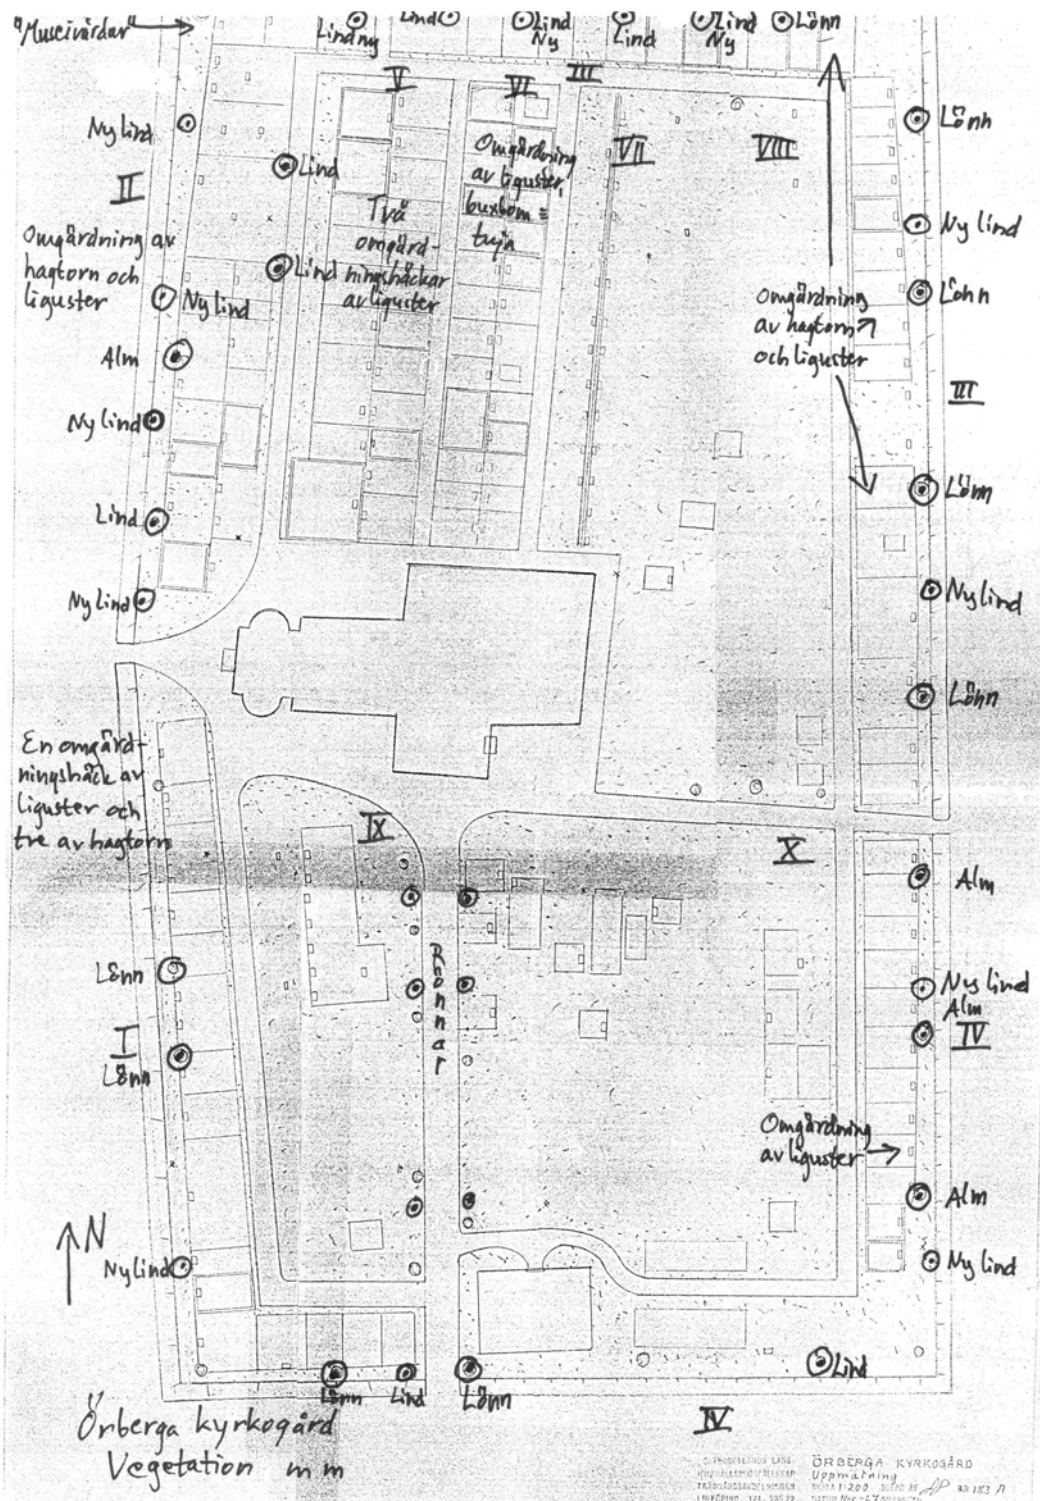 "Museivårdar"
Lind ny
Lind
Lind
Ny
Lind
Lind
Ny
Lönn
V
VI
III
Ny lind
II
Lind
Omgärdning
av liguster,
buxbom =
tuja
VII
VIII
Lönn
Två
omgärd-
ningshäckar
av liguster
Omgärdning av
hagtorn och
liguster
Ny lind
Lind
Ny lind
Lönn
Omgärdning
av hagtorn
och liguster
Alm
III
Ny lind
Lönn
Lind
Ny lind
Ny lind
Lönn
En omgärd-
ningshäck av
liguster och
tre av hagtorn
IX
X
Alm
Rönnar
Lönn
Ny lind
Alm
IV
I
Lönn
Omgärdning
av liguster
Alm
N
Ny lind
Ny lind
Lönn
Lind
Lönn
Lind
Örberga kyrkogård
Vegetation mm
IV
ÖRBERGA KYRKOGÅRD
Uppmätning
SKALA 1:200